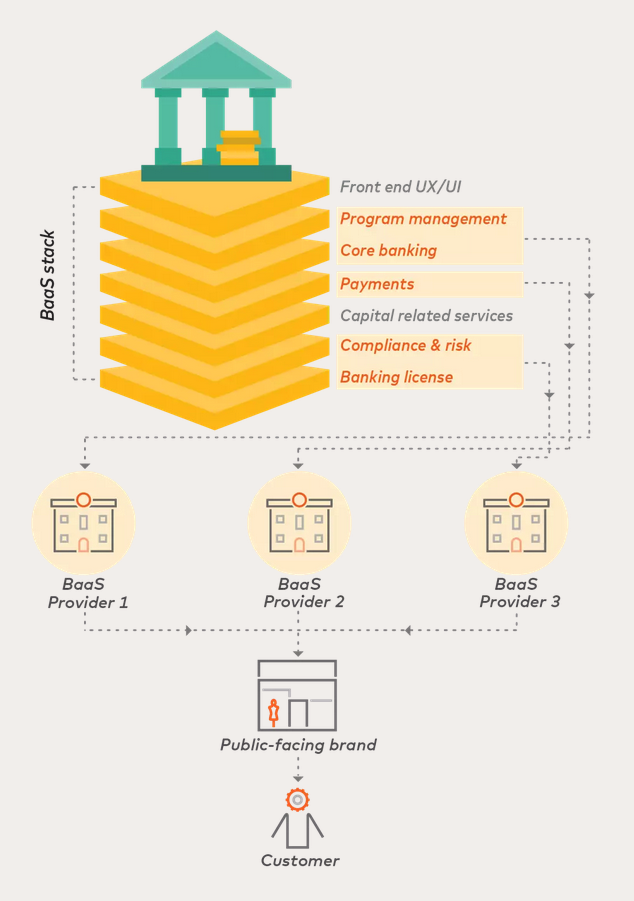 Front end UX/UI
Program management
Core banking
BaaS stack
Payments
Capital related services
Compliance & risk
Banking license
BaaS
Provider 1
BaaS
Provider 2
BaaS
Provider 3
Public-facing brand
Customer